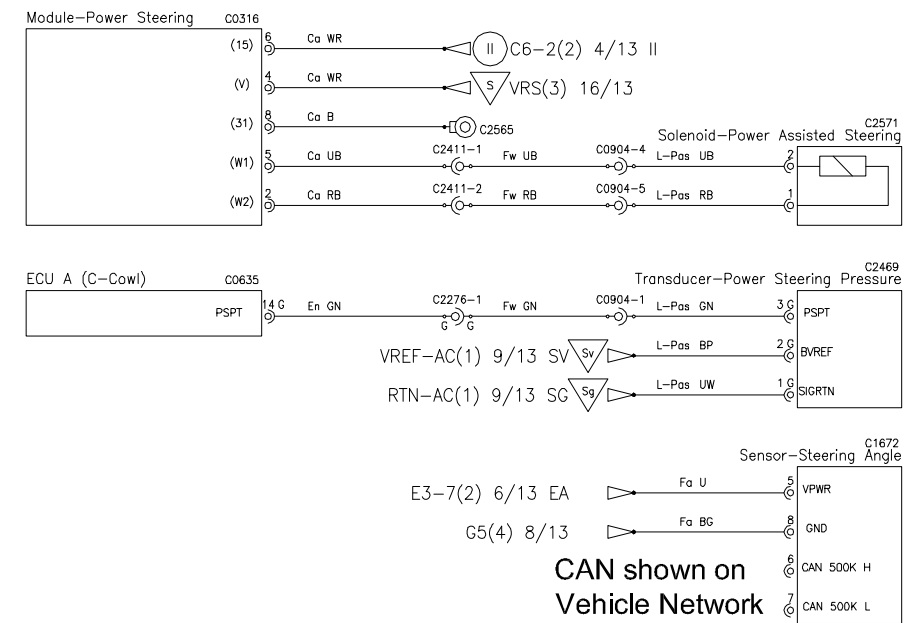 Module-Power Steering C0316
(15) 6 Ca WR II C6-2(2) 4/13 II
(V) 4 Ca WR S VRS(3) 16/13
(31) 8 Ca B C2565
C2571
Solenoid-Power Assisted Steering
(W1) 5 Ca UB C2411-1 Fw UB C0904-4 L-Pas UB 2
(W2) 2 Ca RB C2411-2 Fw RB C0904-5 L-Pas RB 1
ECU A (C-Cowl) C0635
C2469
Transducer-Power Steering Pressure
PSPT 14 G En GN C2276-1 G G Fw GN C0904-1 L-Pas GN 3 G PSPT
VREF-AC(1) 9/13 SV Sv L-Pas BP 2 G BVREF
RTN-AC(1) 9/13 SG Sg L-Pas UW 1 G SIGRTN
C1672
Sensor-Steering Angle
E3-7(2) 6/13 EA Fa U 5 VPWR
G5(4) 8/13 Fa BG 8 GND
CAN shown on 6 CAN 500K H
Vehicle Network 7 CAN 500K L